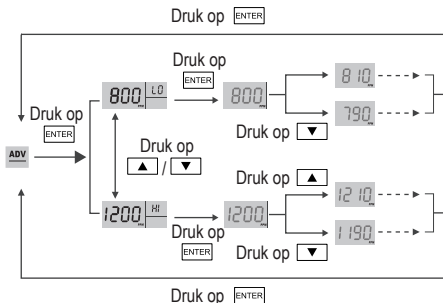 Druk op ENTER
Druk op
ENTER
800 LO
800
810
790
Druk op ▼
Druk op
ENTER
ADV
Druk op
▲ / ▼
Druk op ▲
1200 HI
1200
1210
1190
Druk op
ENTER
Druk op ▼
Druk op ENTER